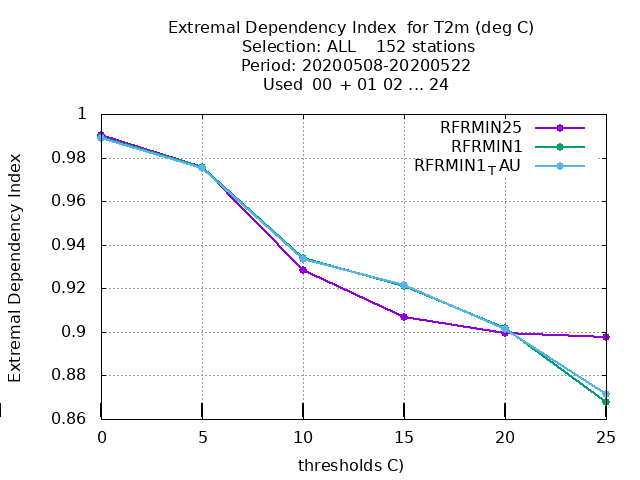 Extremal Dependency Index  for T2m (deg C)
Selection: ALL    152 stations
Period: 20200508-20200522
Used  00 + 01 02 ... 24
Extremal Dependency Index
1
0.98
0.96
0.94
0.92
0.9
0.88
0.86
RFRMIN25
RFRMIN1
RFRMIN1TAU
0 5 10 15 20 25
thresholds C)